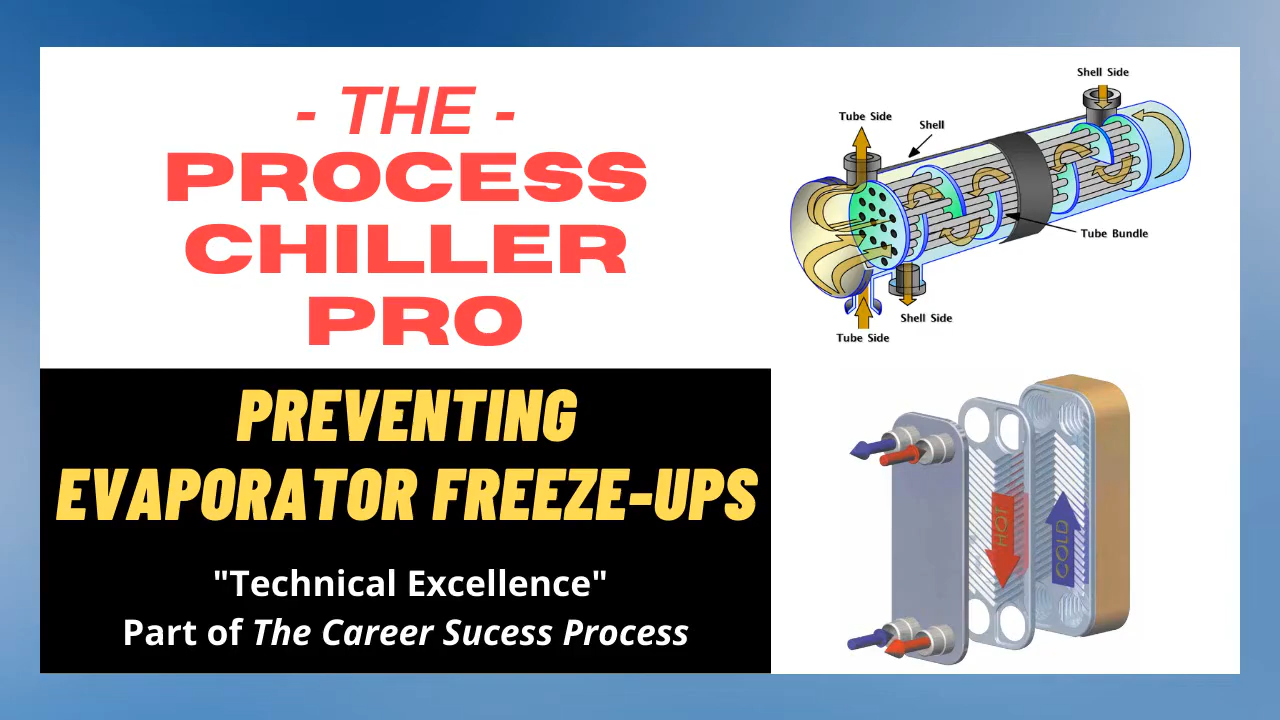 - THE -
PROCESS
CHILLER
PRO
PREVENTING
EVAPORATOR FREEZE-UPS
"Technical Excellence"
Part of The Career Sucess Process
Shell Side
Tube Side
Shell
Tube Bundle
Shell Side
Tube Side
HOT
COLD